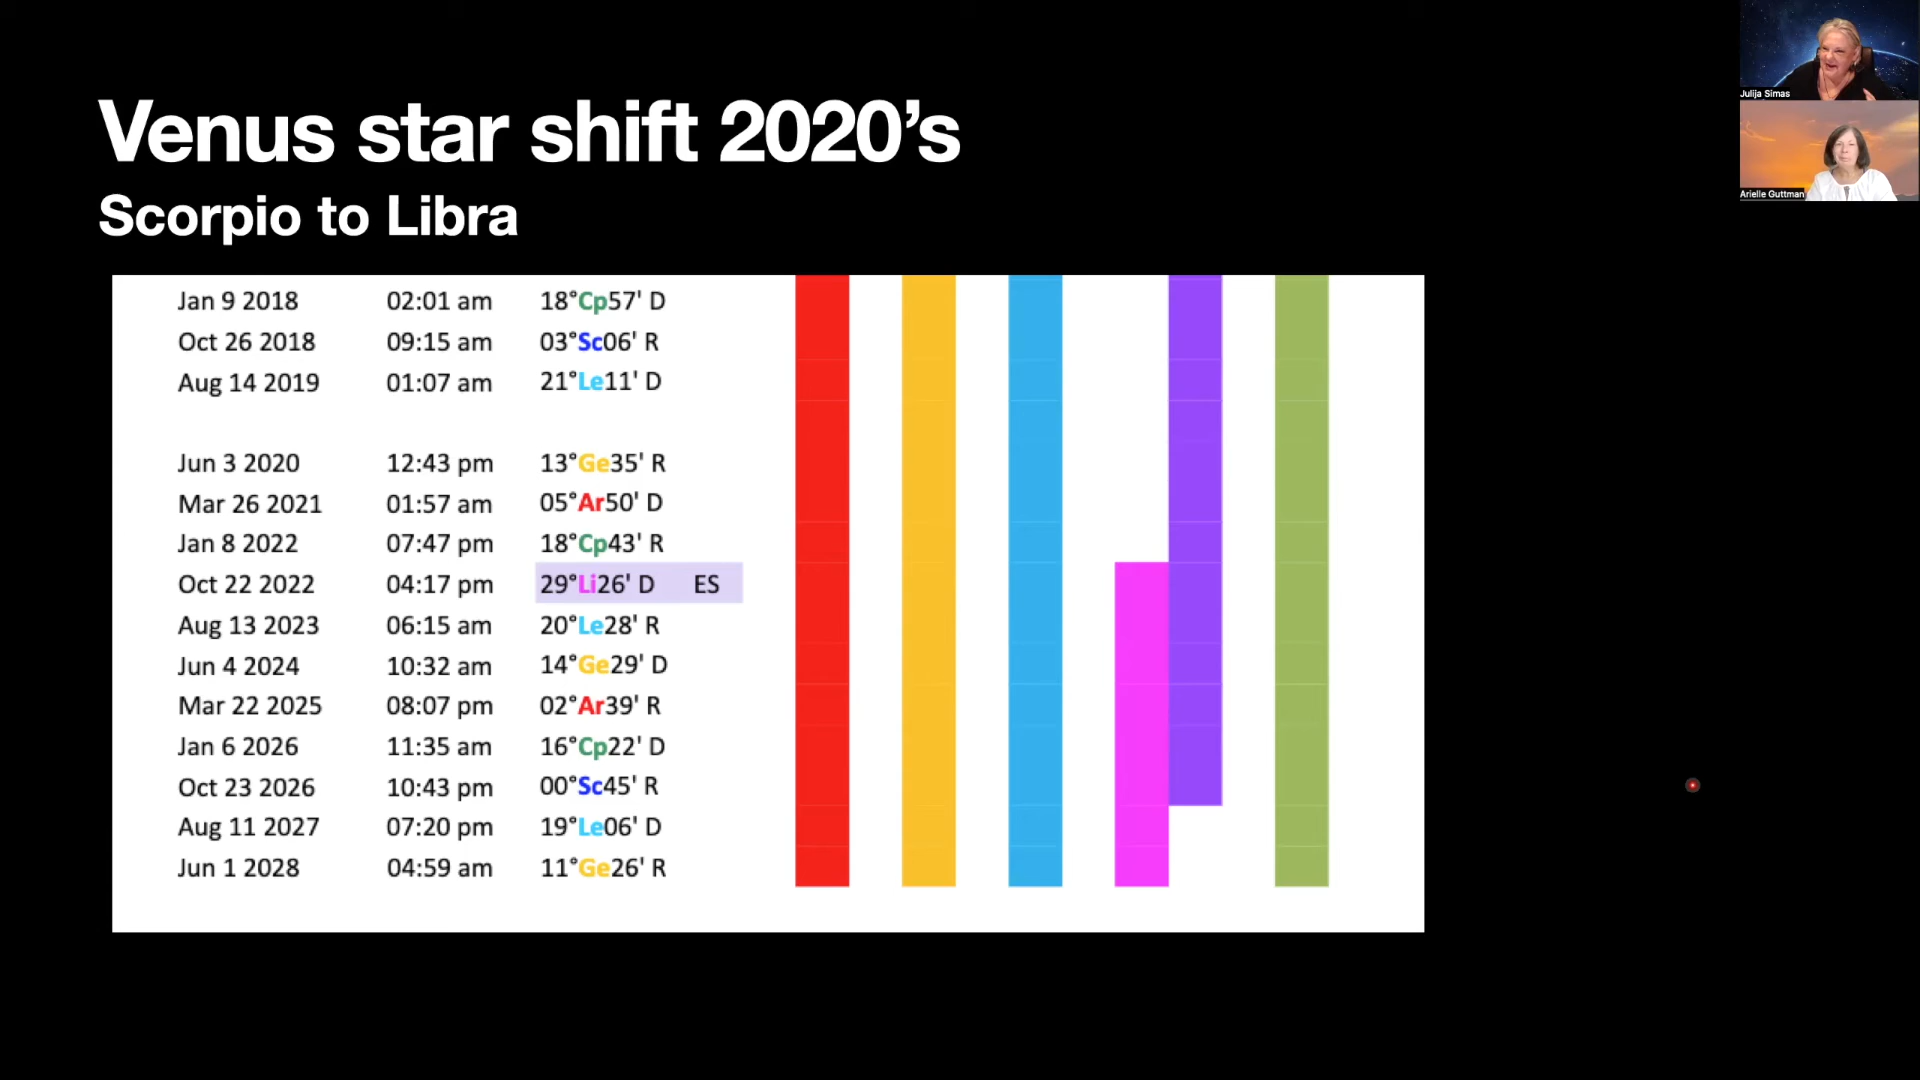 Venus star shift 2020's
Scorpio to Libra
Jan 9 2018 02:01 am 18°Cp57' D
Oct 26 2018 09:15 am 03°Sc06' R
Aug 14 2019 01:07 am 21°Le11' D
Jun 3 2020 12:43 pm 13°Ge35' R
Mar 26 2021 01:57 am 05°Ar50' D
Jan 8 2022 07:47 pm 18°Cp43' R
Oct 22 2022 04:17 pm 29°Li26' D ES
Aug 13 2023 06:15 am 20°Le28' R
Jun 4 2024 10:32 am 14°Ge29' D
Mar 22 2025 08:07 pm 02°Ar39' R
Jan 6 2026 11:35 am 16°Cp22' D
Oct 23 2026 10:43 pm 00°Sc45' R
Aug 11 2027 07:20 pm 19°Le06' D
Jun 1 2028 04:59 am 11°Ge26' R
Julija Simas
Arielle Guttman